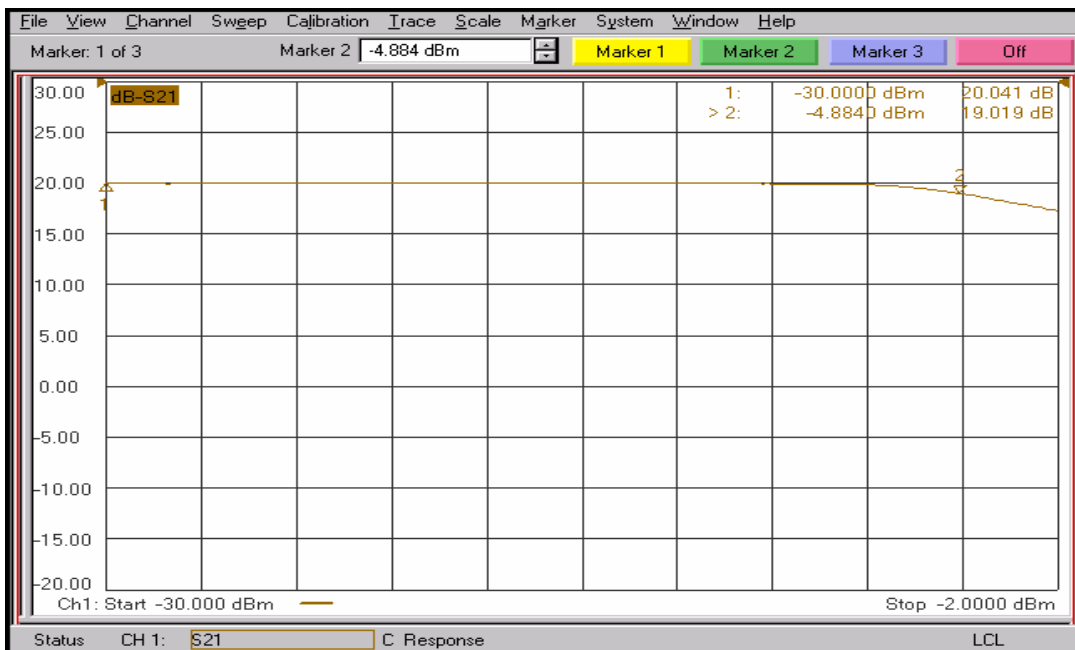 File View Channel Sweep Calibration Trace Scale Marker System Window Help
Marker: 1 of 3 Marker 2 -4.884 dBm Marker 1 Marker 2 Marker 3 Off
30.00 dB-S21 1: -30.0000 dBm 20.041 dB
> 2: -4.8840 dBm 19.019 dB
25.00
20.00 2
1
15.00
10.00
5.00
0.00
-5.00
-10.00
-15.00
-20.00
Ch1: Start -30.000 dBm Stop -2.0000 dBm
Status CH 1: S21 C Response LCL